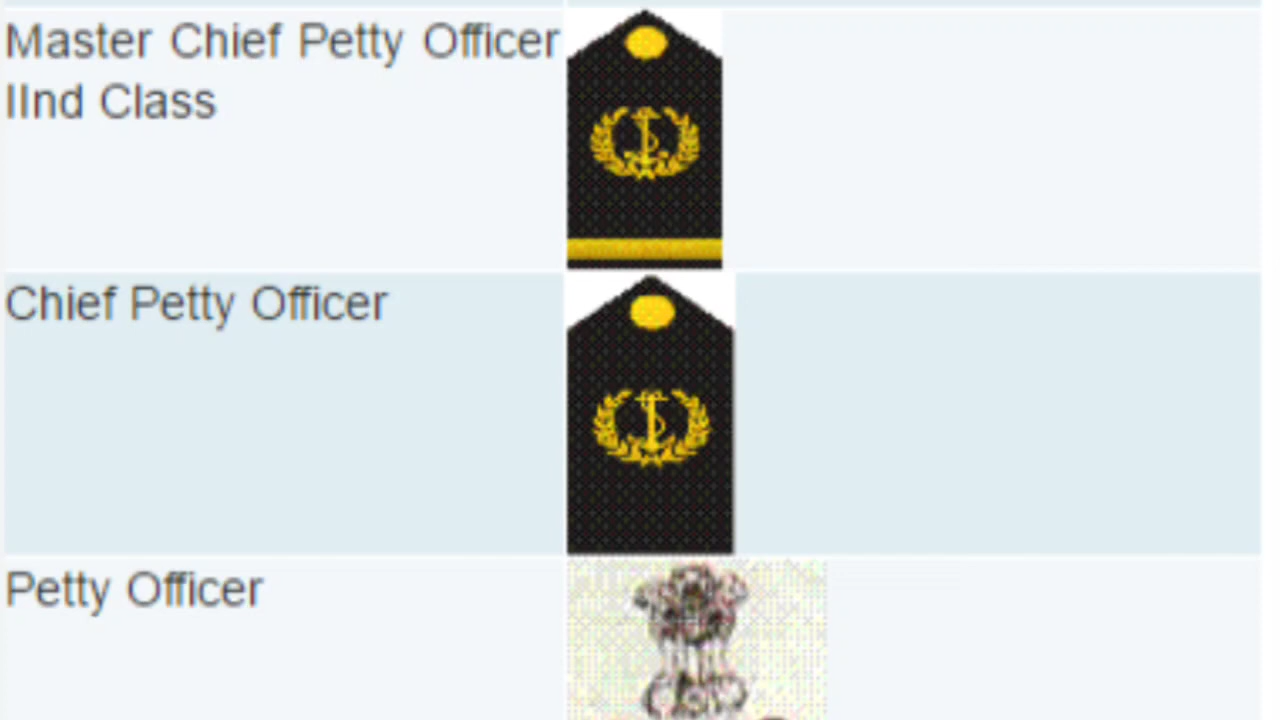 Master Chief Petty Officer
IInd Class
Chief Petty Officer
Petty Officer